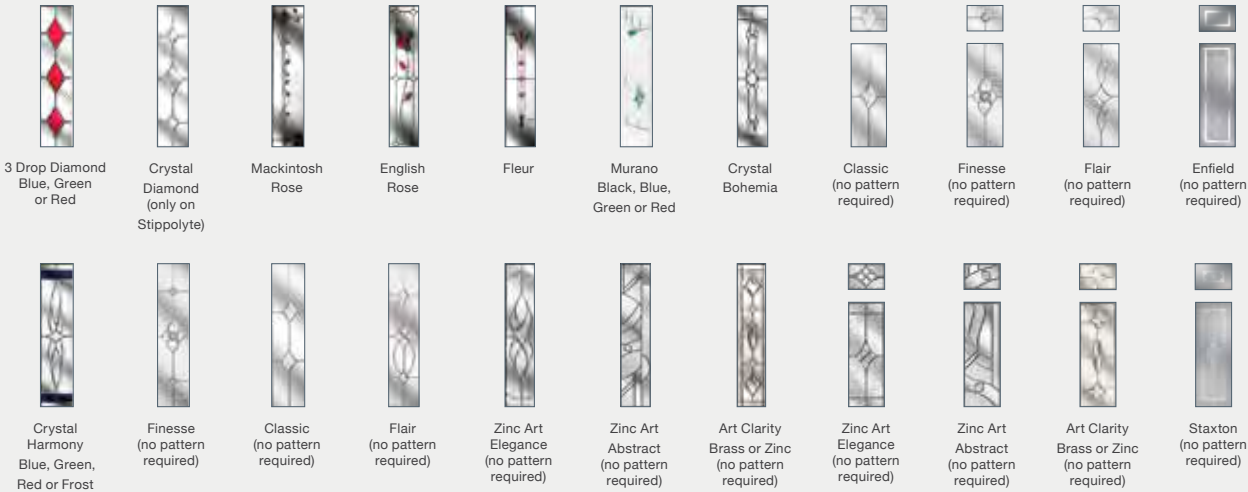 3 Drop Diamond
Blue, Green
or Red
Crystal
Diamond
(only on
Stippolyte)
Mackintosh
Rose
English
Rose
Fleur
Murano
Black, Blue,
Green or Red
Crystal
Bohemia
Classic
(no pattern
required)
Finesse
(no pattern
required)
Flair
(no pattern
required)
Enfield
(no pattern
required)
Crystal
Harmony
Blue, Green,
Red or Frost
Finesse
(no pattern
required)
Classic
(no pattern
required)
Flair
(no pattern
required)
Zinc Art
Elegance
(no pattern
required)
Zinc Art
Abstract
(no pattern
required)
Art Clarity
Brass or Zinc
(no pattern
required)
Zinc Art
Elegance
(no pattern
required)
Zinc Art
Abstract
(no pattern
required)
Art Clarity
Brass or Zinc
(no pattern
required)
Staxton
(no pattern
required)